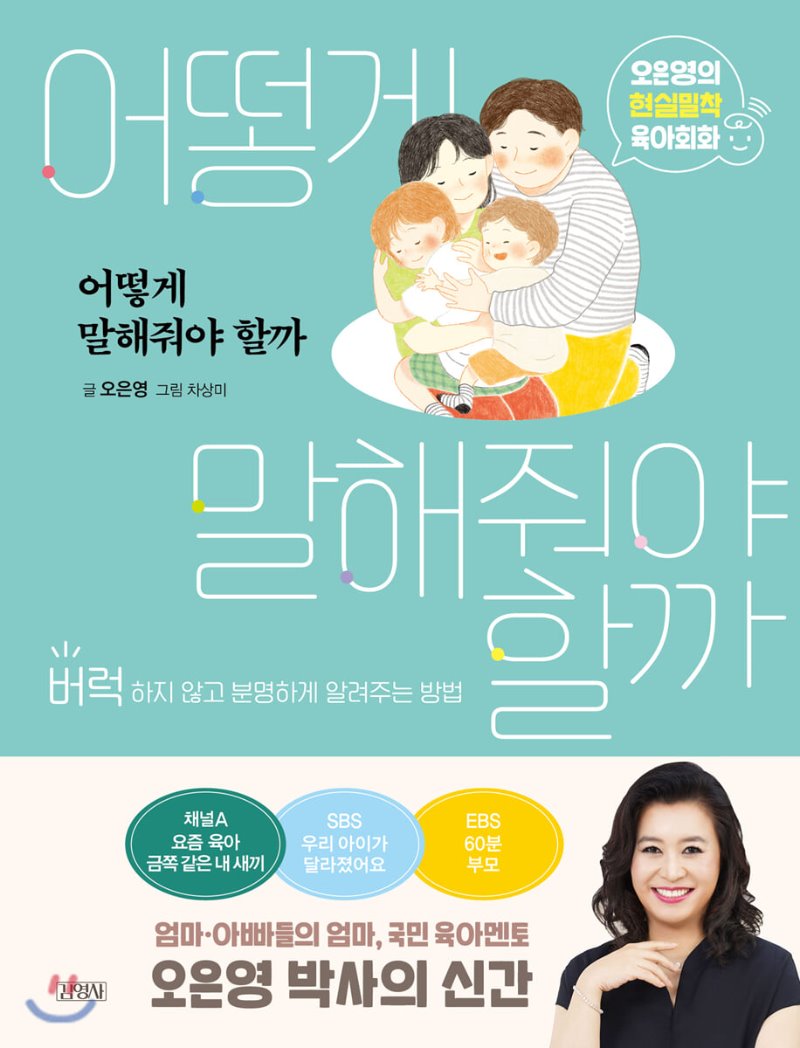 어떻게
오은영의
현실밀착
육아회화
어떻게
말해줘야 할까
글 오은영 그림 차상미
말해줘야
할까
버럭 하지 않고 분명하게 알려주는 방법
채널A
요즘 육아
금쪽 같은 내 새끼
SBS
우리 아이가
달라졌어요
EBS
60분
부모
엄마·아빠들의 엄마, 국민 육아멘토
오은영 박사의 신간
김영사